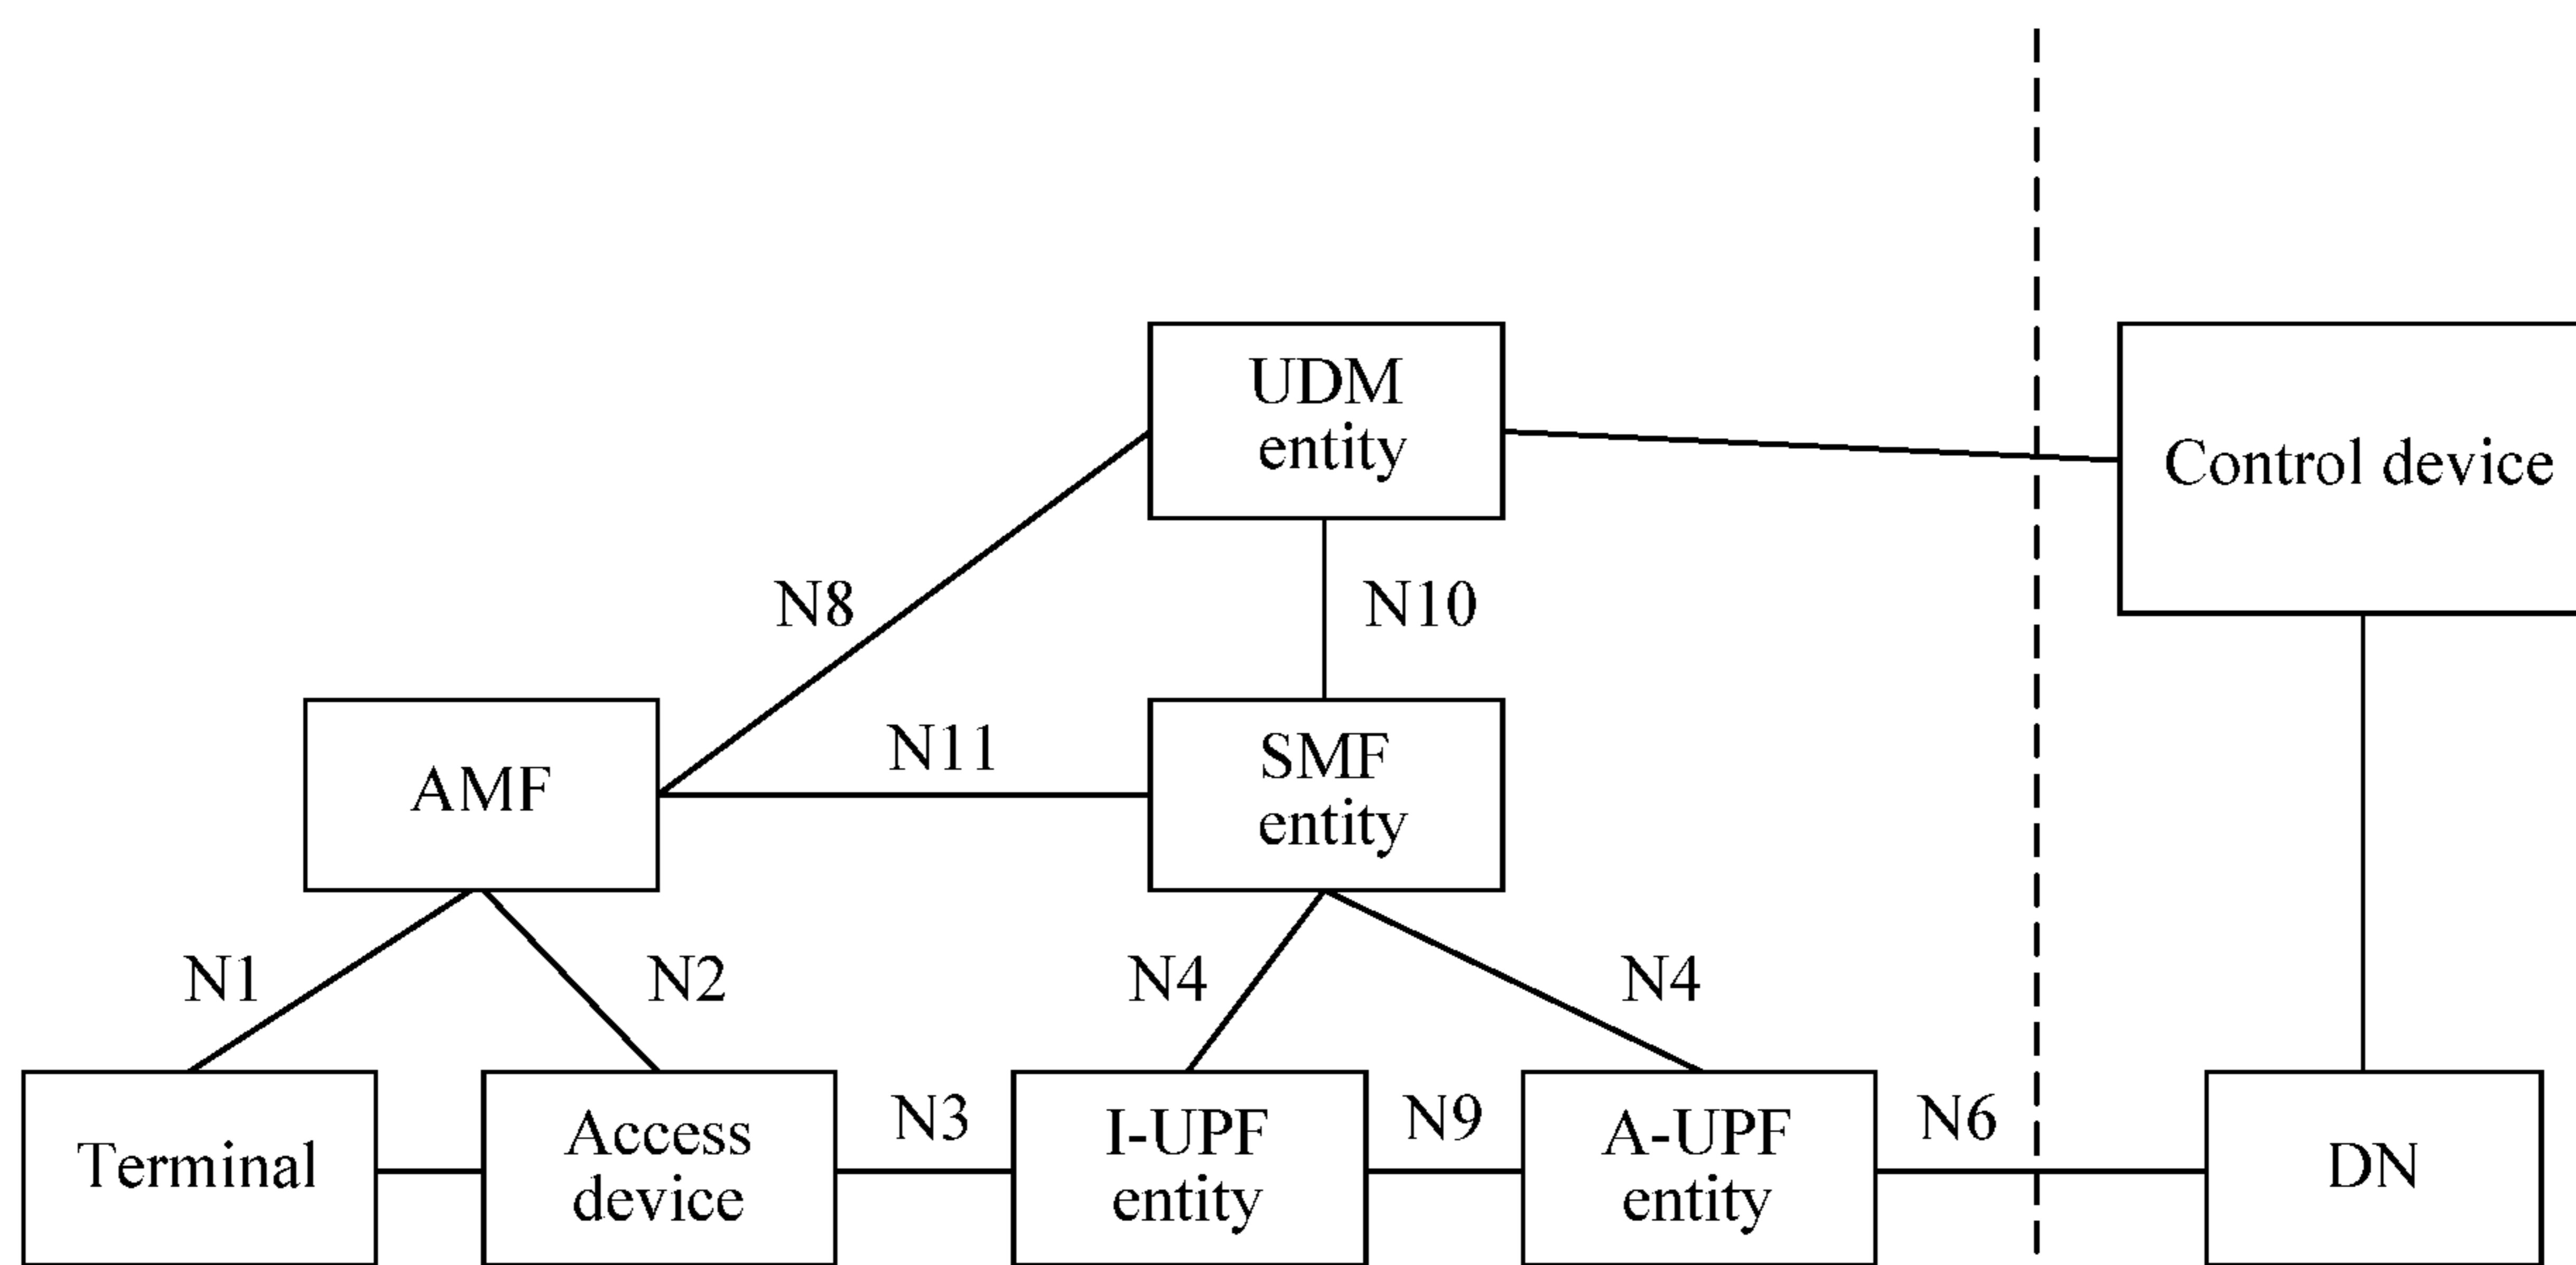 UDM
entity
Control device
N8
N10
AMF
N11
SMF
entity
N1
N2
N4
N4
Terminal
Access
device
N3
I-UPF
entity
N9
A-UPF
entity
N6
DN